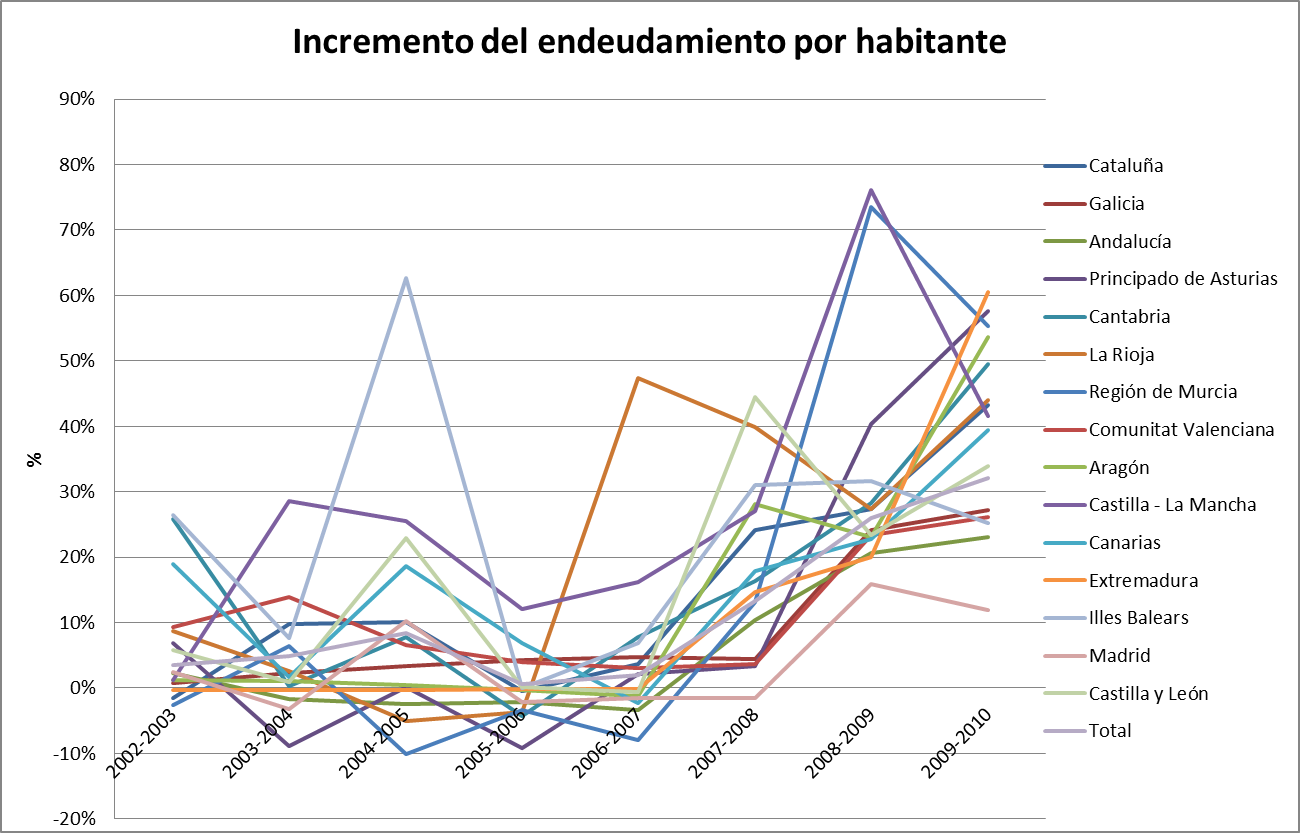 Incremento del endeudamiento por habitante
90%
80%
70%
60%
50%
40%
30%
20%
10%
0%
-10%
-20%
%
2002-2003
2003-2004
2004-2005
2005-2006
2006-2007
2007-2008
2008-2009
2009-2010
Cataluña
Galicia
Andalucía
Principado de Asturias
Cantabria
La Rioja
Región de Murcia
Comunitat Valenciana
Aragón
Castilla - La Mancha
Canarias
Extremadura
Illes Balears
Madrid
Castilla y León
Total